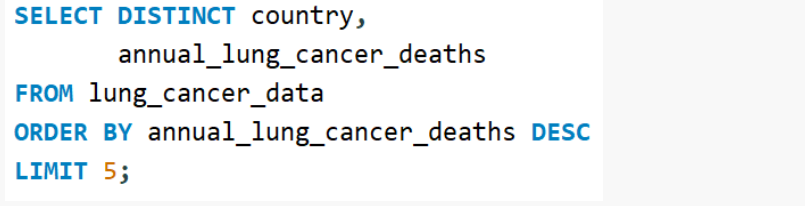 SELECT DISTINCT country,
annual_lung_cancer_deaths
FROM lung_cancer_data
ORDER BY annual_lung_cancer_deaths DESC
LIMIT 5;